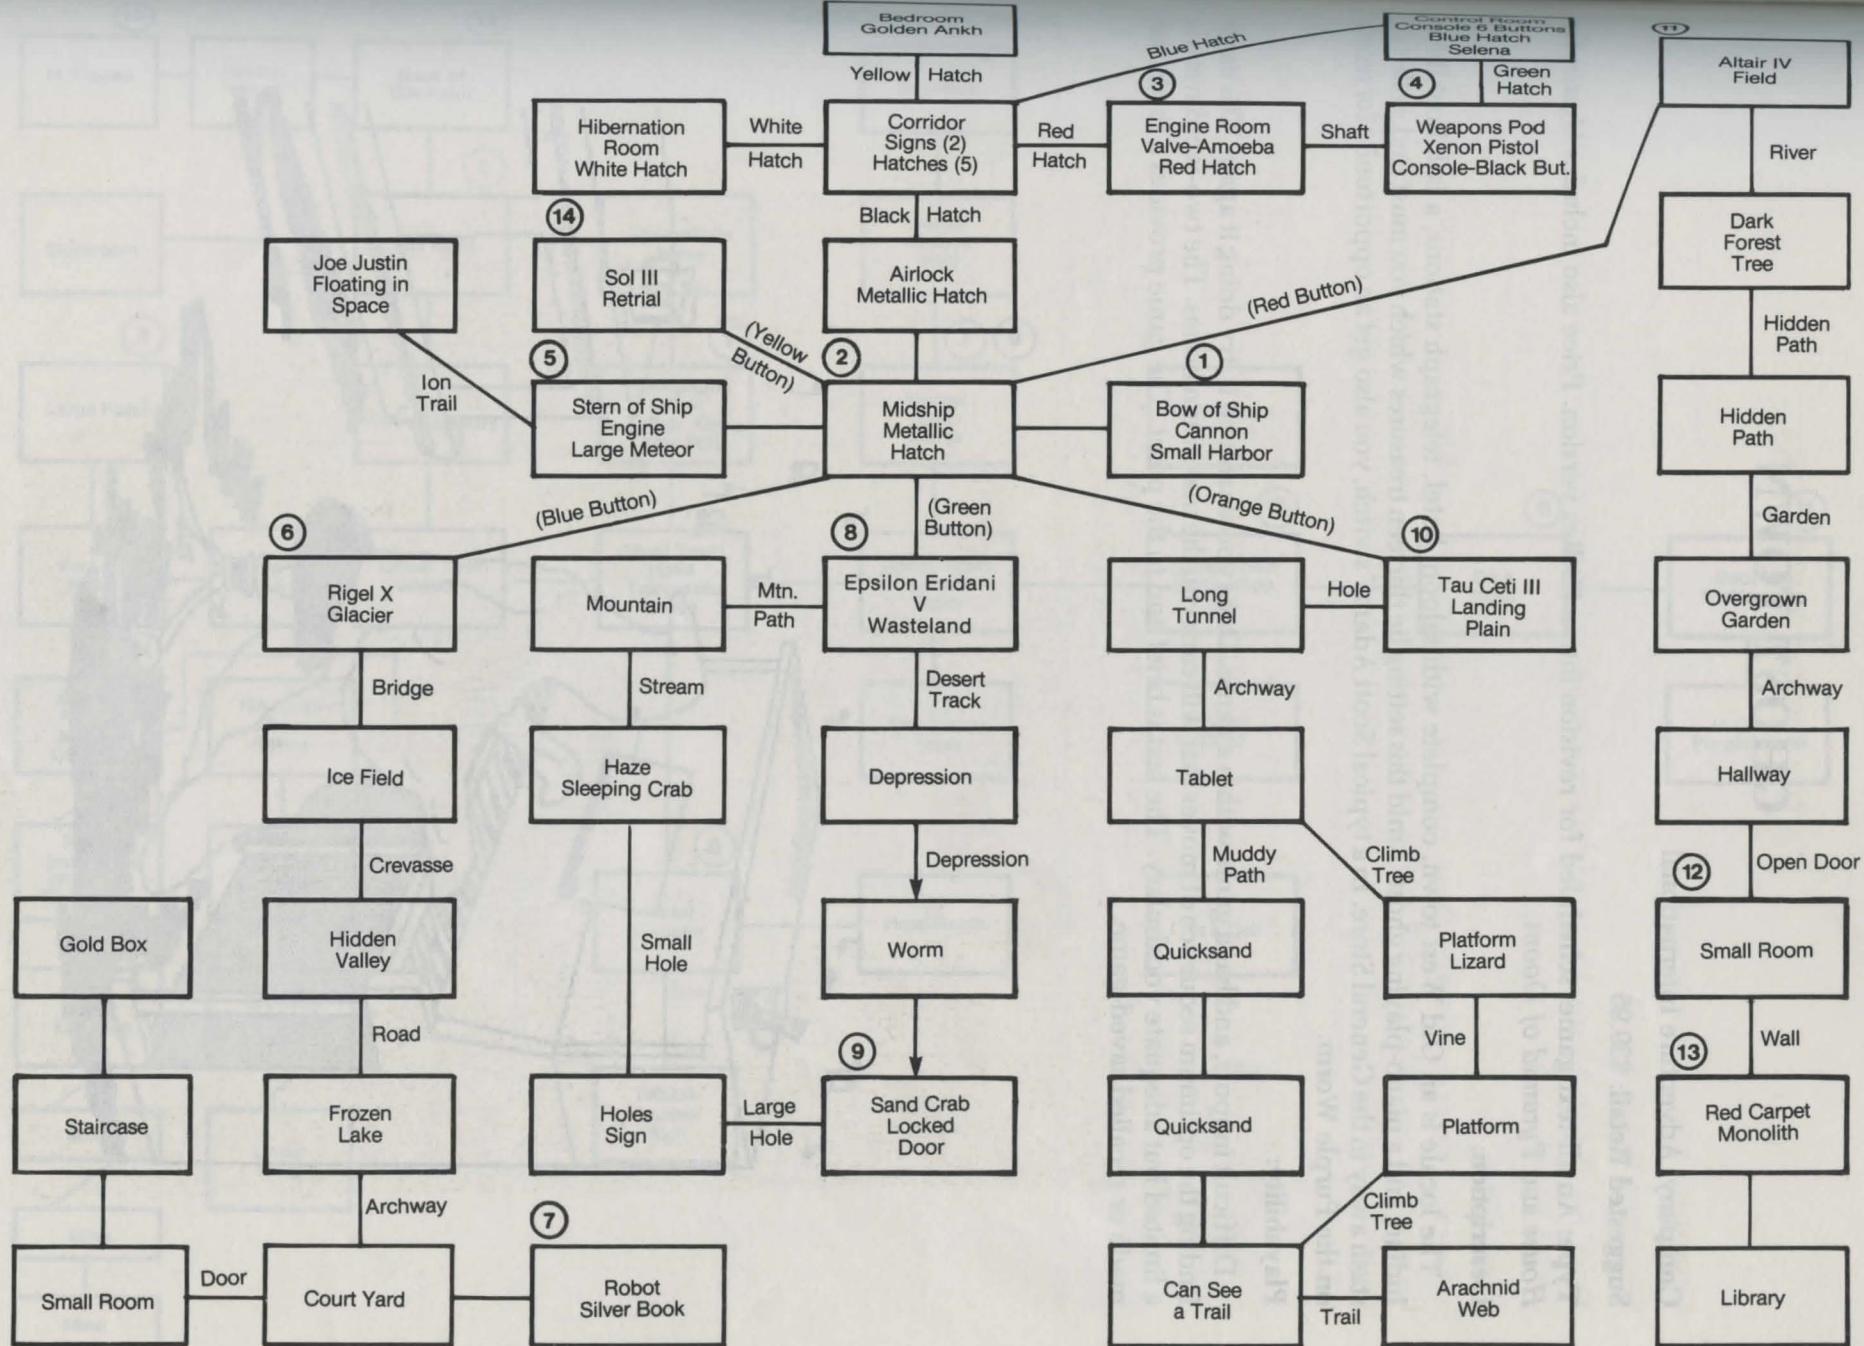 Bedroom
Golden Ankh
Control Room
Console 6 Buttons
Blue Hatch
Selena
11
Altair IV
Field
Blue Hatch
Yellow Hatch
Green
Hatch
3
4
Hibernation
Room
White Hatch
White
Hatch
Corridor
Signs (2)
Hatches (5)
Red
Hatch
Engine Room
Valve-Amoeba
Red Hatch
Shaft
Weapons Pod
Xenon Pistol
Console-Black But.
River
14
Black Hatch
Joe Justin
Floating in
Space
Sol III
Retrial
Airlock
Metallic Hatch
Dark
Forest
Tree
(Red Button)
(Yellow
Button)
Hidden
Path
5
2
1
Ion
Trail
Stern of Ship
Engine
Large Meteor
Midship
Metallic
Hatch
Bow of Ship
Cannon
Small Harbor
Hidden
Path
(Blue Button)
(Green
Button)
(Orange Button)
Garden
6
8
10
Rigel X
Glacier
Mountain
Mtn.
Path
Epsilon Eridani
V
Wasteland
Long
Tunnel
Hole
Tau Ceti III
Landing
Plain
Overgrown
Garden
Bridge
Stream
Desert
Track
Archway
Archway
Ice Field
Haze
Sleeping Crab
Depression
Tablet
Hallway
Crevasse
Depression
Muddy
Path
Climb
Tree
Open Door
12
Gold Box
Hidden
Valley
Small
Hole
Worm
Quicksand
Platform
Lizard
Small Room
Road
9
Vine
Wall
13
Staircase
Frozen
Lake
Holes
Sign
Large
Hole
Sand Crab
Locked
Door
Quicksand
Platform
Red Carpet
Monolith
Archway
Climb
Tree
7
Small Room
Door
Court Yard
Robot
Silver Book
Can See
a Trail
Trail
Arachnid
Web
Library